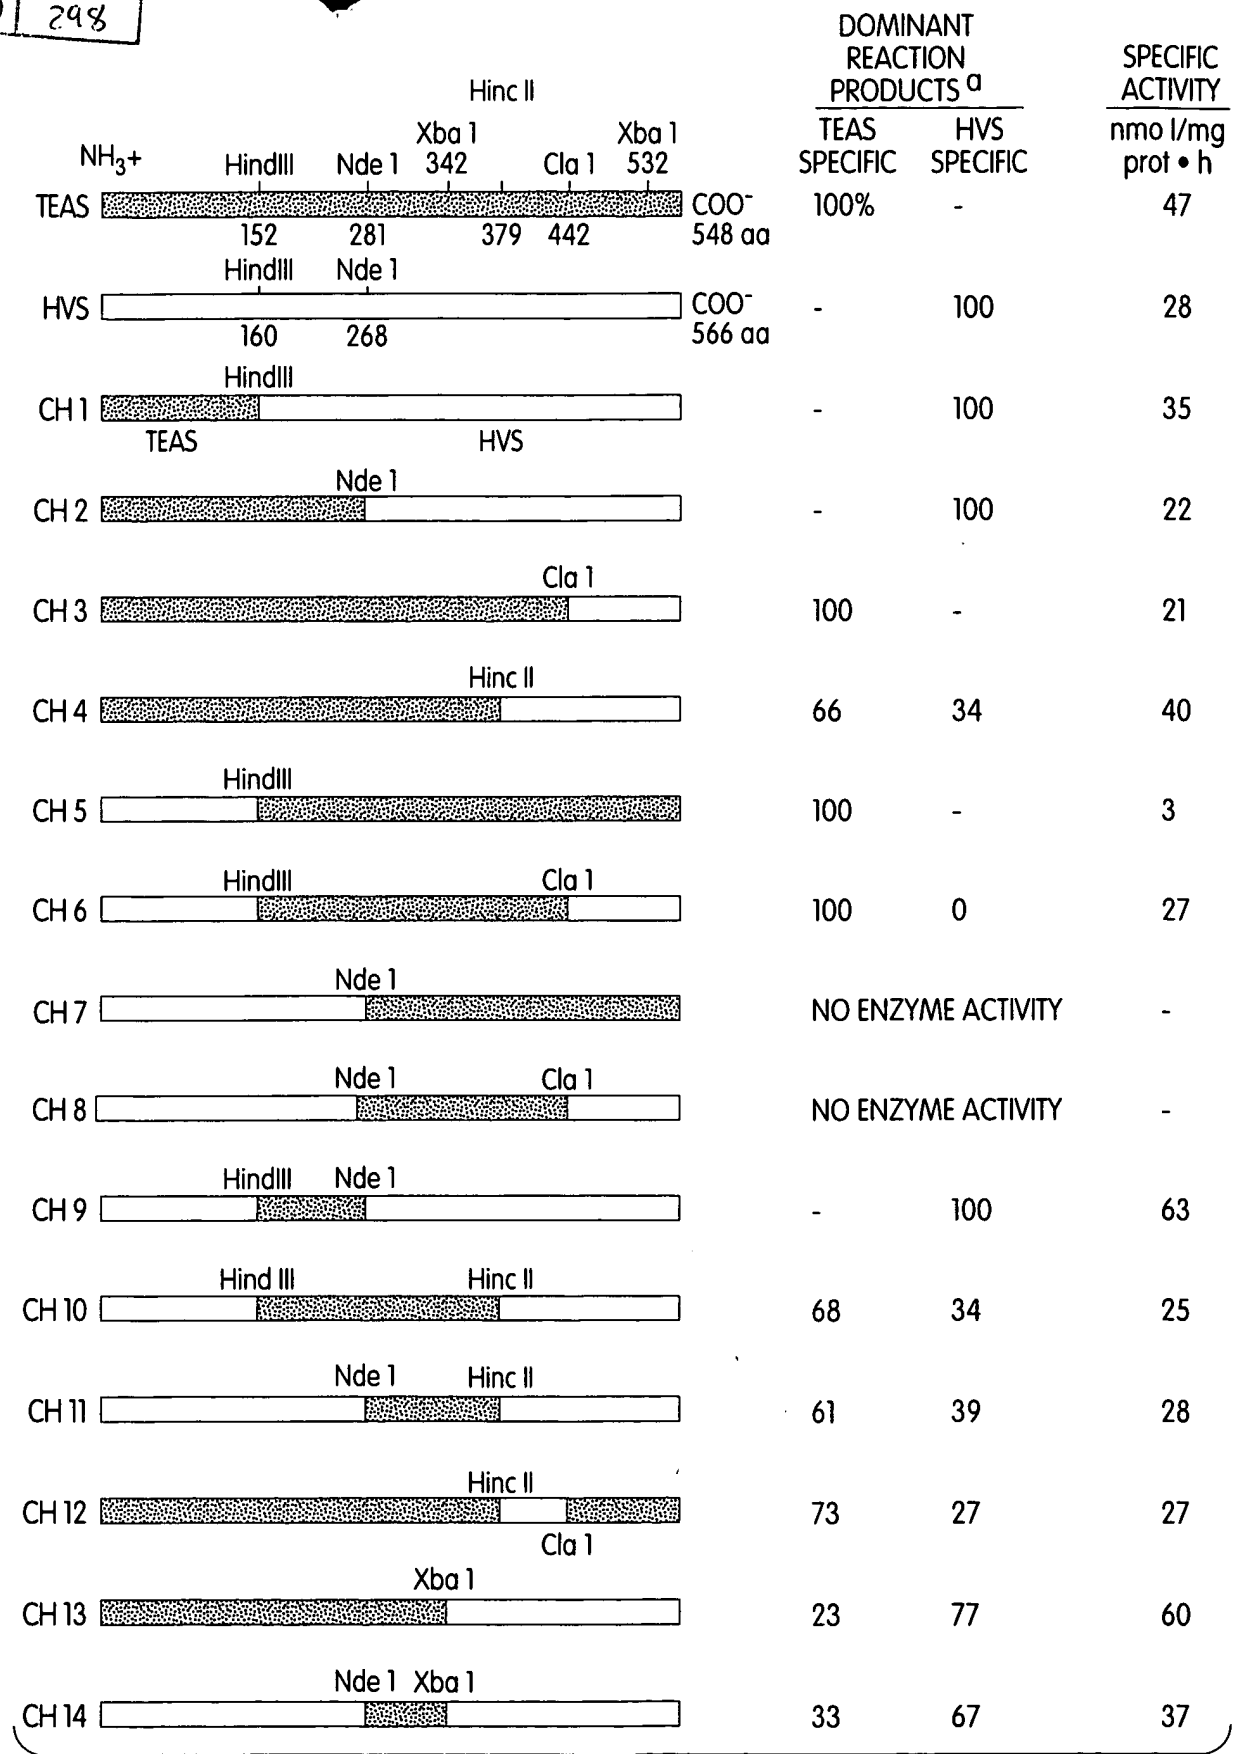 298
DOMINANT REACTION PRODUCTS a
SPECIFIC ACTIVITY
TEAS SPECIFIC
HVS SPECIFIC
nmo l/mg prot • h
Hinc II
Xba 1 Xba 1
NH3+ HindIII Nde 1 342 Cla 1 532
TEAS COO- 100% - 47
152 281 379 442 548 aa
HindIII Nde 1
HVS COO- - 100 28
160 268 566 aa
HindIII
CH 1 - 100 35
TEAS HVS
Nde 1
CH 2 - 100 22
Cla 1
CH 3 100 - 21
Hinc II
CH 4 66 34 40
HindIII
CH 5 100 - 3
HindIII Cla 1
CH 6 100 0 27
Nde 1
CH 7 NO ENZYME ACTIVITY -
Nde 1 Cla 1
CH 8 NO ENZYME ACTIVITY -
HindIII Nde 1
CH 9 - 100 63
Hind III Hinc II
CH 10 68 34 25
Nde 1 Hinc II
CH 11 61 39 28
Hinc II
CH 12 73 27 27
Cla 1
Xba 1
CH 13 23 77 60
Nde 1 Xba 1
CH 14 33 67 37